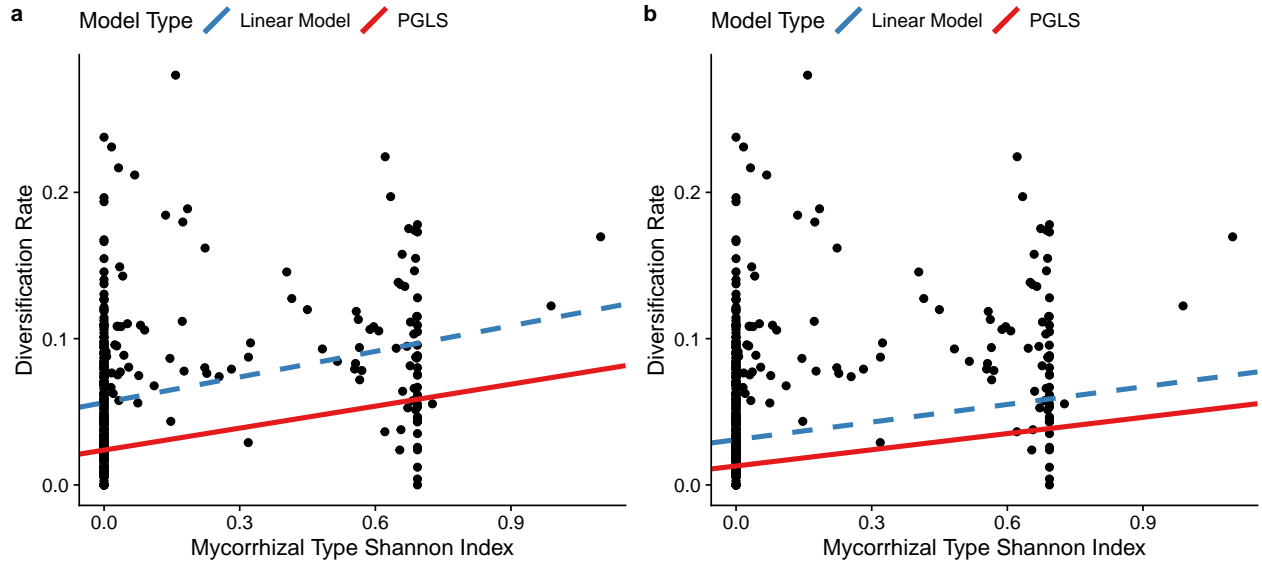 a Model Type Linear Model PGLS
Diversification Rate
0.2
0.1
0.0
0.0 0.3 0.6 0.9
Mycorrhizal Type Shannon Index
b Model Type Linear Model PGLS
Diversification Rate
0.2
0.1
0.0
0.0 0.3 0.6 0.9
Mycorrhizal Type Shannon Index